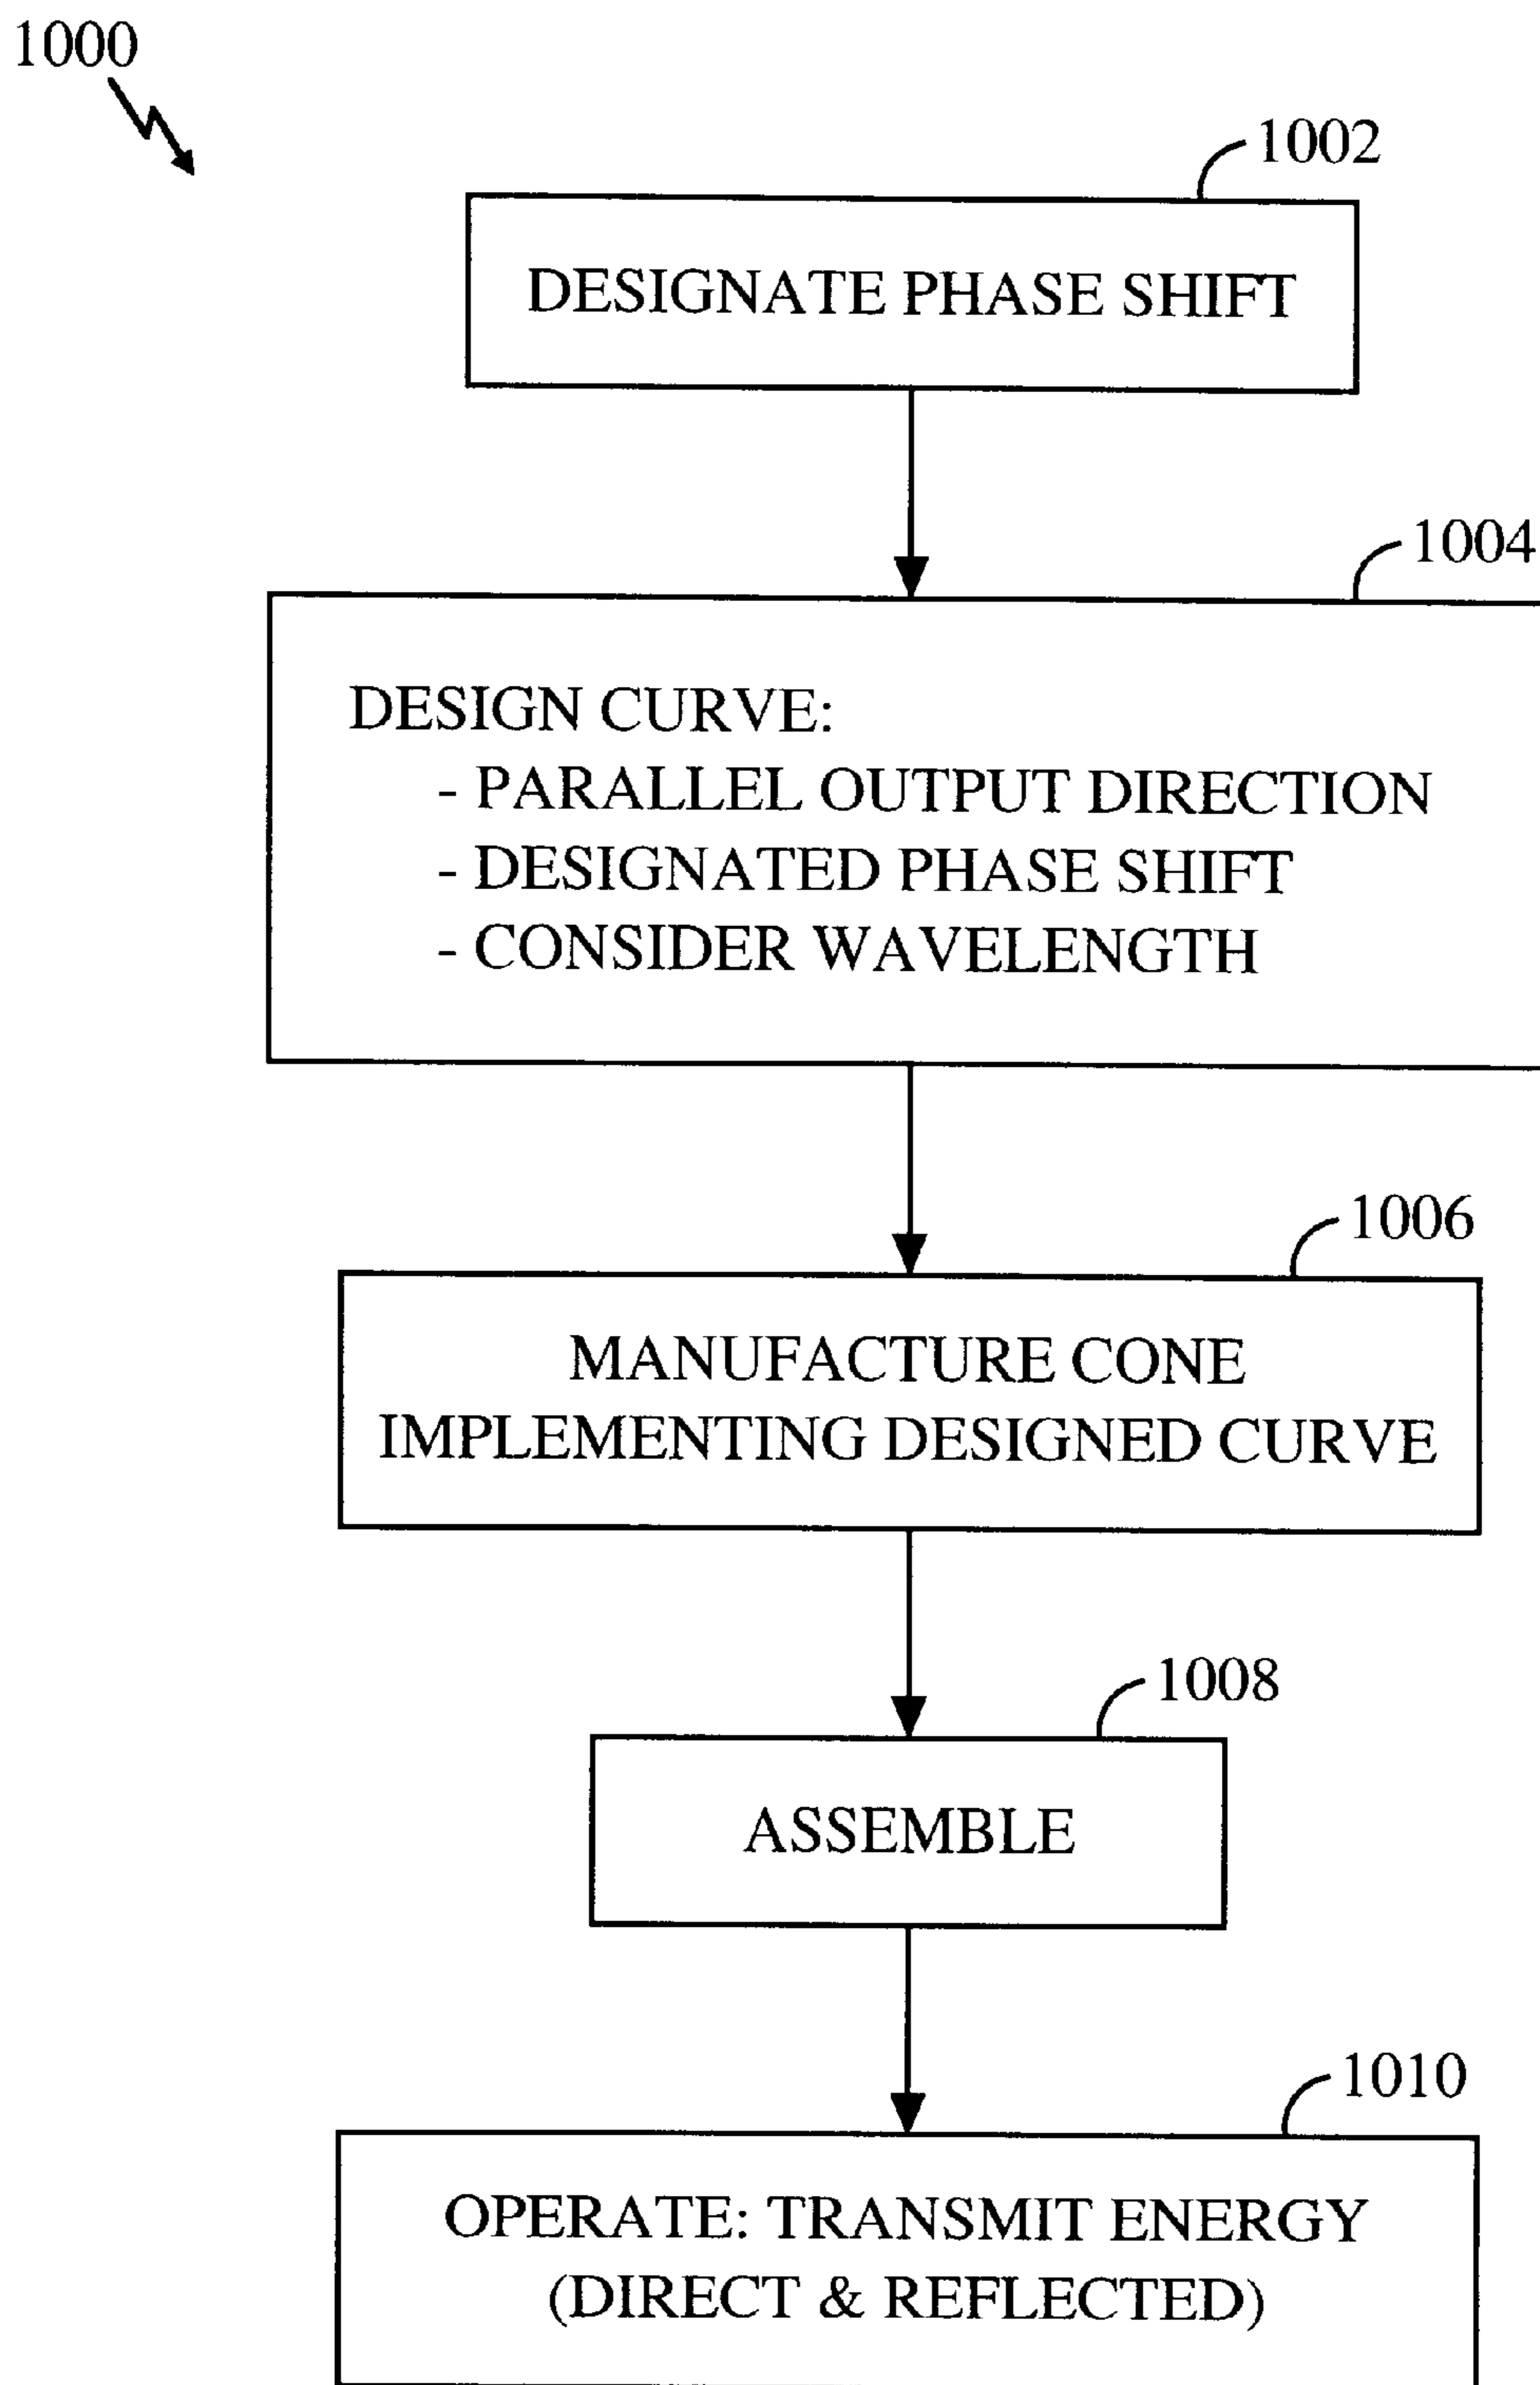 1000
1002
DESIGNATE PHASE SHIFT
1004
DESIGN CURVE:
- PARALLEL OUTPUT DIRECTION
- DESIGNATED PHASE SHIFT
- CONSIDER WAVELENGTH
1006
MANUFACTURE CONE
IMPLEMENTING DESIGNED CURVE
1008
ASSEMBLE
1010
OPERATE: TRANSMIT ENERGY
(DIRECT & REFLECTED)